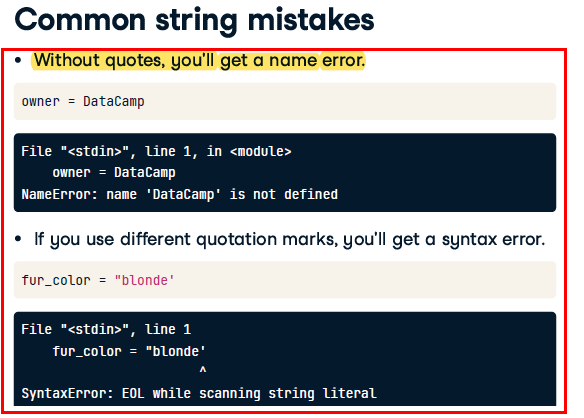 Common string mistakes
• Without quotes, you'll get a name error.
owner = DataCamp
File "<stdin>", line 1, in <module>
    owner = DataCamp
NameError: name 'DataCamp' is not defined
• If you use different quotation marks, you'll get a syntax error.
fur_color = "blonde'
File "<stdin>", line 1
    fur_color = "blonde'
                       ^
SyntaxError: EOL while scanning string literal